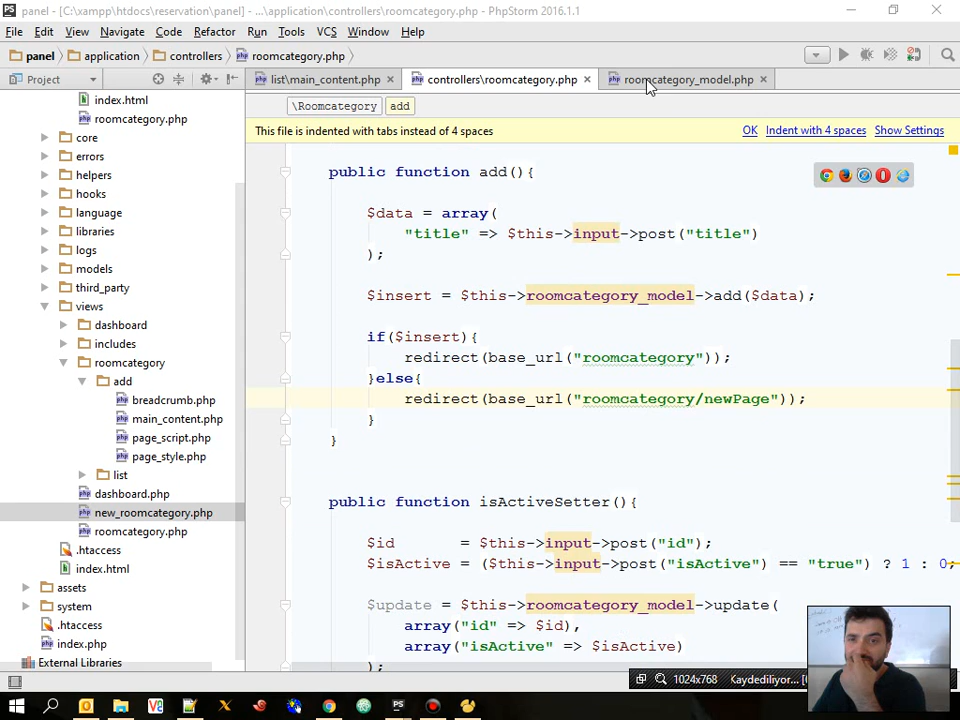 panel - [C:\xampp\htdocs\reservation\panel] - ...\application\controllers\roomcategory.php - PhpStorm 2016.1.1
File Edit View Navigate Code Refactor Run Tools VCS Window Help
panel application controllers roomcategory.php
Project
list\main_content.php controllers\roomcategory.php roomcategory_model.php
\Roomcategory add
This file is indented with tabs instead of 4 spaces OK Indent with 4 spaces Show Settings
index.html
roomcategory.php
core
errors
helpers
hooks
language
libraries
logs
models
third_party
views
dashboard
includes
roomcategory
add
breadcrumb.php
main_content.php
page_script.php
page_style.php
list
dashboard.php
new_roomcategory.php
roomcategory.php
.htaccess
index.html
assets
system
.htaccess
index.php
External Libraries
public function add(){
$data = array(
"title" => $this->input->post("title")
);
$insert = $this->roomcategory_model->add($data);
if($insert){
redirect(base_url("roomcategory"));
}else{
redirect(base_url("roomcategory/newPage"));
}
}
public function isActiveSetter(){
$id = $this->input->post("id");
$isActive = ($this->input->post("isActive") == "true") ? 1 : 0;
$update = $this->roomcategory_model->update(
array("id" => $id),
array("isActive" => $isActive)
);
1024x768 Kaydediliyor...